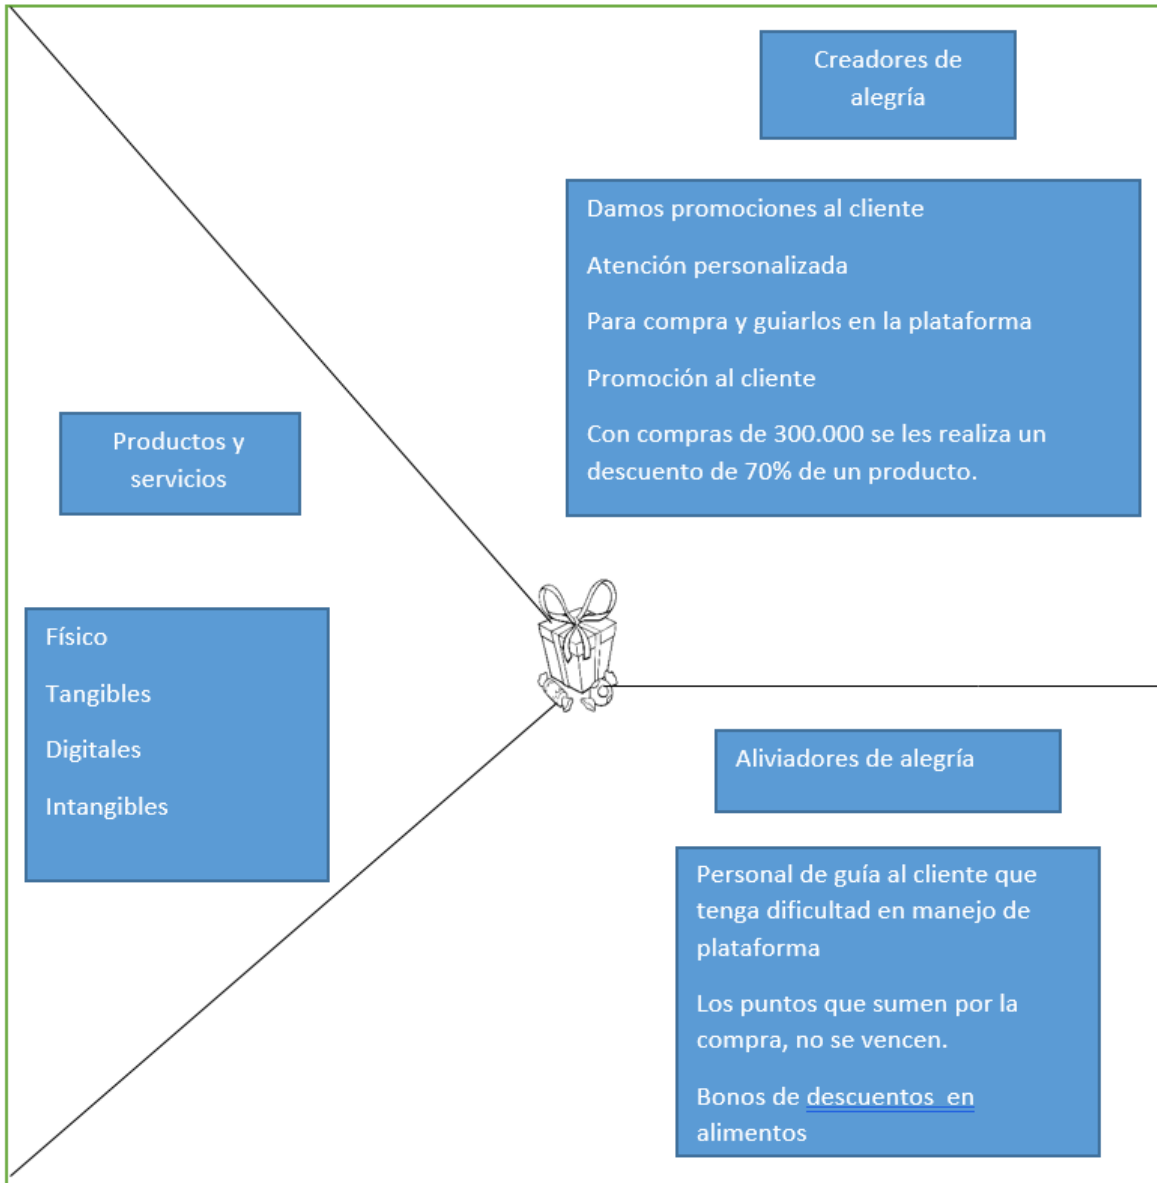 Creadores de
alegría
Damos promociones al cliente
Atención personalizada
Para compra y guiarlos en la plataforma
Promoción al cliente
Con compras de 300.000 se les realiza un
descuento de 70% de un producto.
Productos y
servicios
Físico
Tangibles
Digitales
Intangibles
Aliviadores de alegría
Personal de guía al cliente que
tenga dificultad en manejo de
plataforma
Los puntos que sumen por la
compra, no se vencen.
Bonos de descuentos  en
alimentos